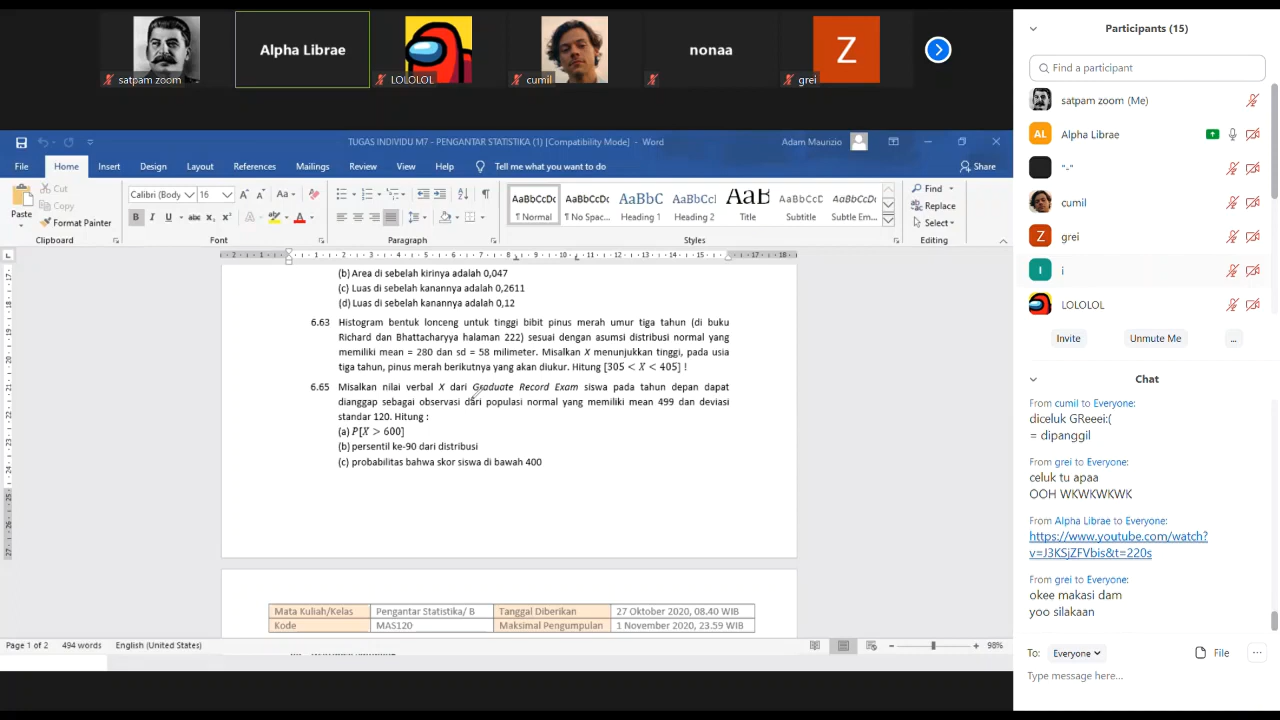 satpam zoom
Alpha Librae
LOLOLOL
cumil
nonaa
Z
grei
TUGAS INDIVIDU M7 - PENGANTAR STATISTIKA (1) [Compatibility Mode] - Word
Adam Maurizio
File Home Insert Design Layout References Mailings Review View Help Tell me what you want to do Share
Paste
Cut
Copy
Format Painter
Clipboard
Calibri (Body 16
Font
Paragraph
AaBbCcDc AaBbCcDc AaBbC AaBbCcl AaB AaBbCcC AaBbCcDc
¶ Normal ¶ No Spac... Heading 1 Heading 2 Title Subtitle Subtle Em...
Styles
Find
Replace
Select
Editing
(b) Area di sebelah kirinya adalah 0,047
(c) Luas di sebelah kanannya adalah 0,2611
(d) Luas di sebelah kanannya adalah 0,12
6.63 Histogram bentuk lonceng untuk tinggi bibit pinus merah umur tiga tahun (di buku
Richard dan Bhattacharyya halaman 222) sesuai dengan asumsi distribusi normal yang
memiliki mean = 280 dan sd = 58 milimeter. Misalkan X menunjukkan tinggi, pada usia
tiga tahun, pinus merah berikutnya yang akan diukur. Hitung [305 < X < 405] !
6.65 Misalkan nilai verbal X dari Graduate Record Exam siswa pada tahun depan dapat
dianggap sebagai observasi dari populasi normal yang memiliki mean 499 dan deviasi
standar 120. Hitung :
(a) P[X > 600]
(b) persentil ke-90 dari distribusi
(c) probabilitas bahwa skor siswa di bawah 400
Mata Kuliah/Kelas Pengantar Statistika/ B Tanggal Diberikan 27 Oktober 2020, 08.40 WIB
Kode MAS120 Maksimal Pengumpulan 1 November 2020, 23.59 WIB
Page 1 of 2 494 words English (United States) 98%
Participants (15)
Find a participant
satpam zoom (Me)
AL Alpha Librae
"-"
cumil
Z grei
I i
LOLOLOL
Invite Unmute Me ...
Chat
From cumil to Everyone:
diceluk GReeei:(
= dipanggil
From grei to Everyone:
celuk tu apaa
OOH WKWKWKWK
From Alpha Librae to Everyone:
https://www.youtube.com/watch?
v=J3KSjZFVbis&t=220s
From grei to Everyone:
okee makasi dam
yoo silakaan
To: Everyone File ...
Type message here...